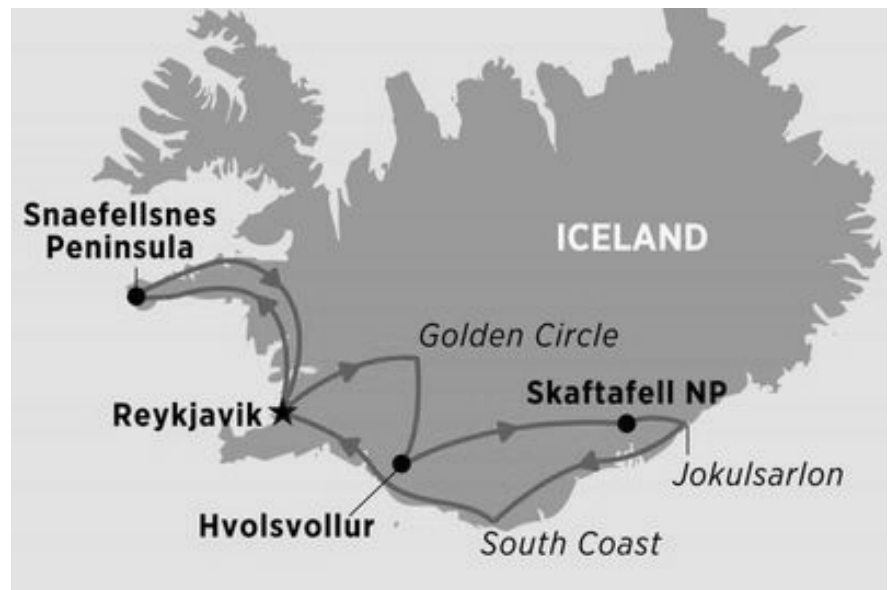 Snaefellsnes
Peninsula
ICELAND
Golden Circle
Skaftafell NP
Reykjavik
Jokulsarlon
Hvolsvollur
South Coast